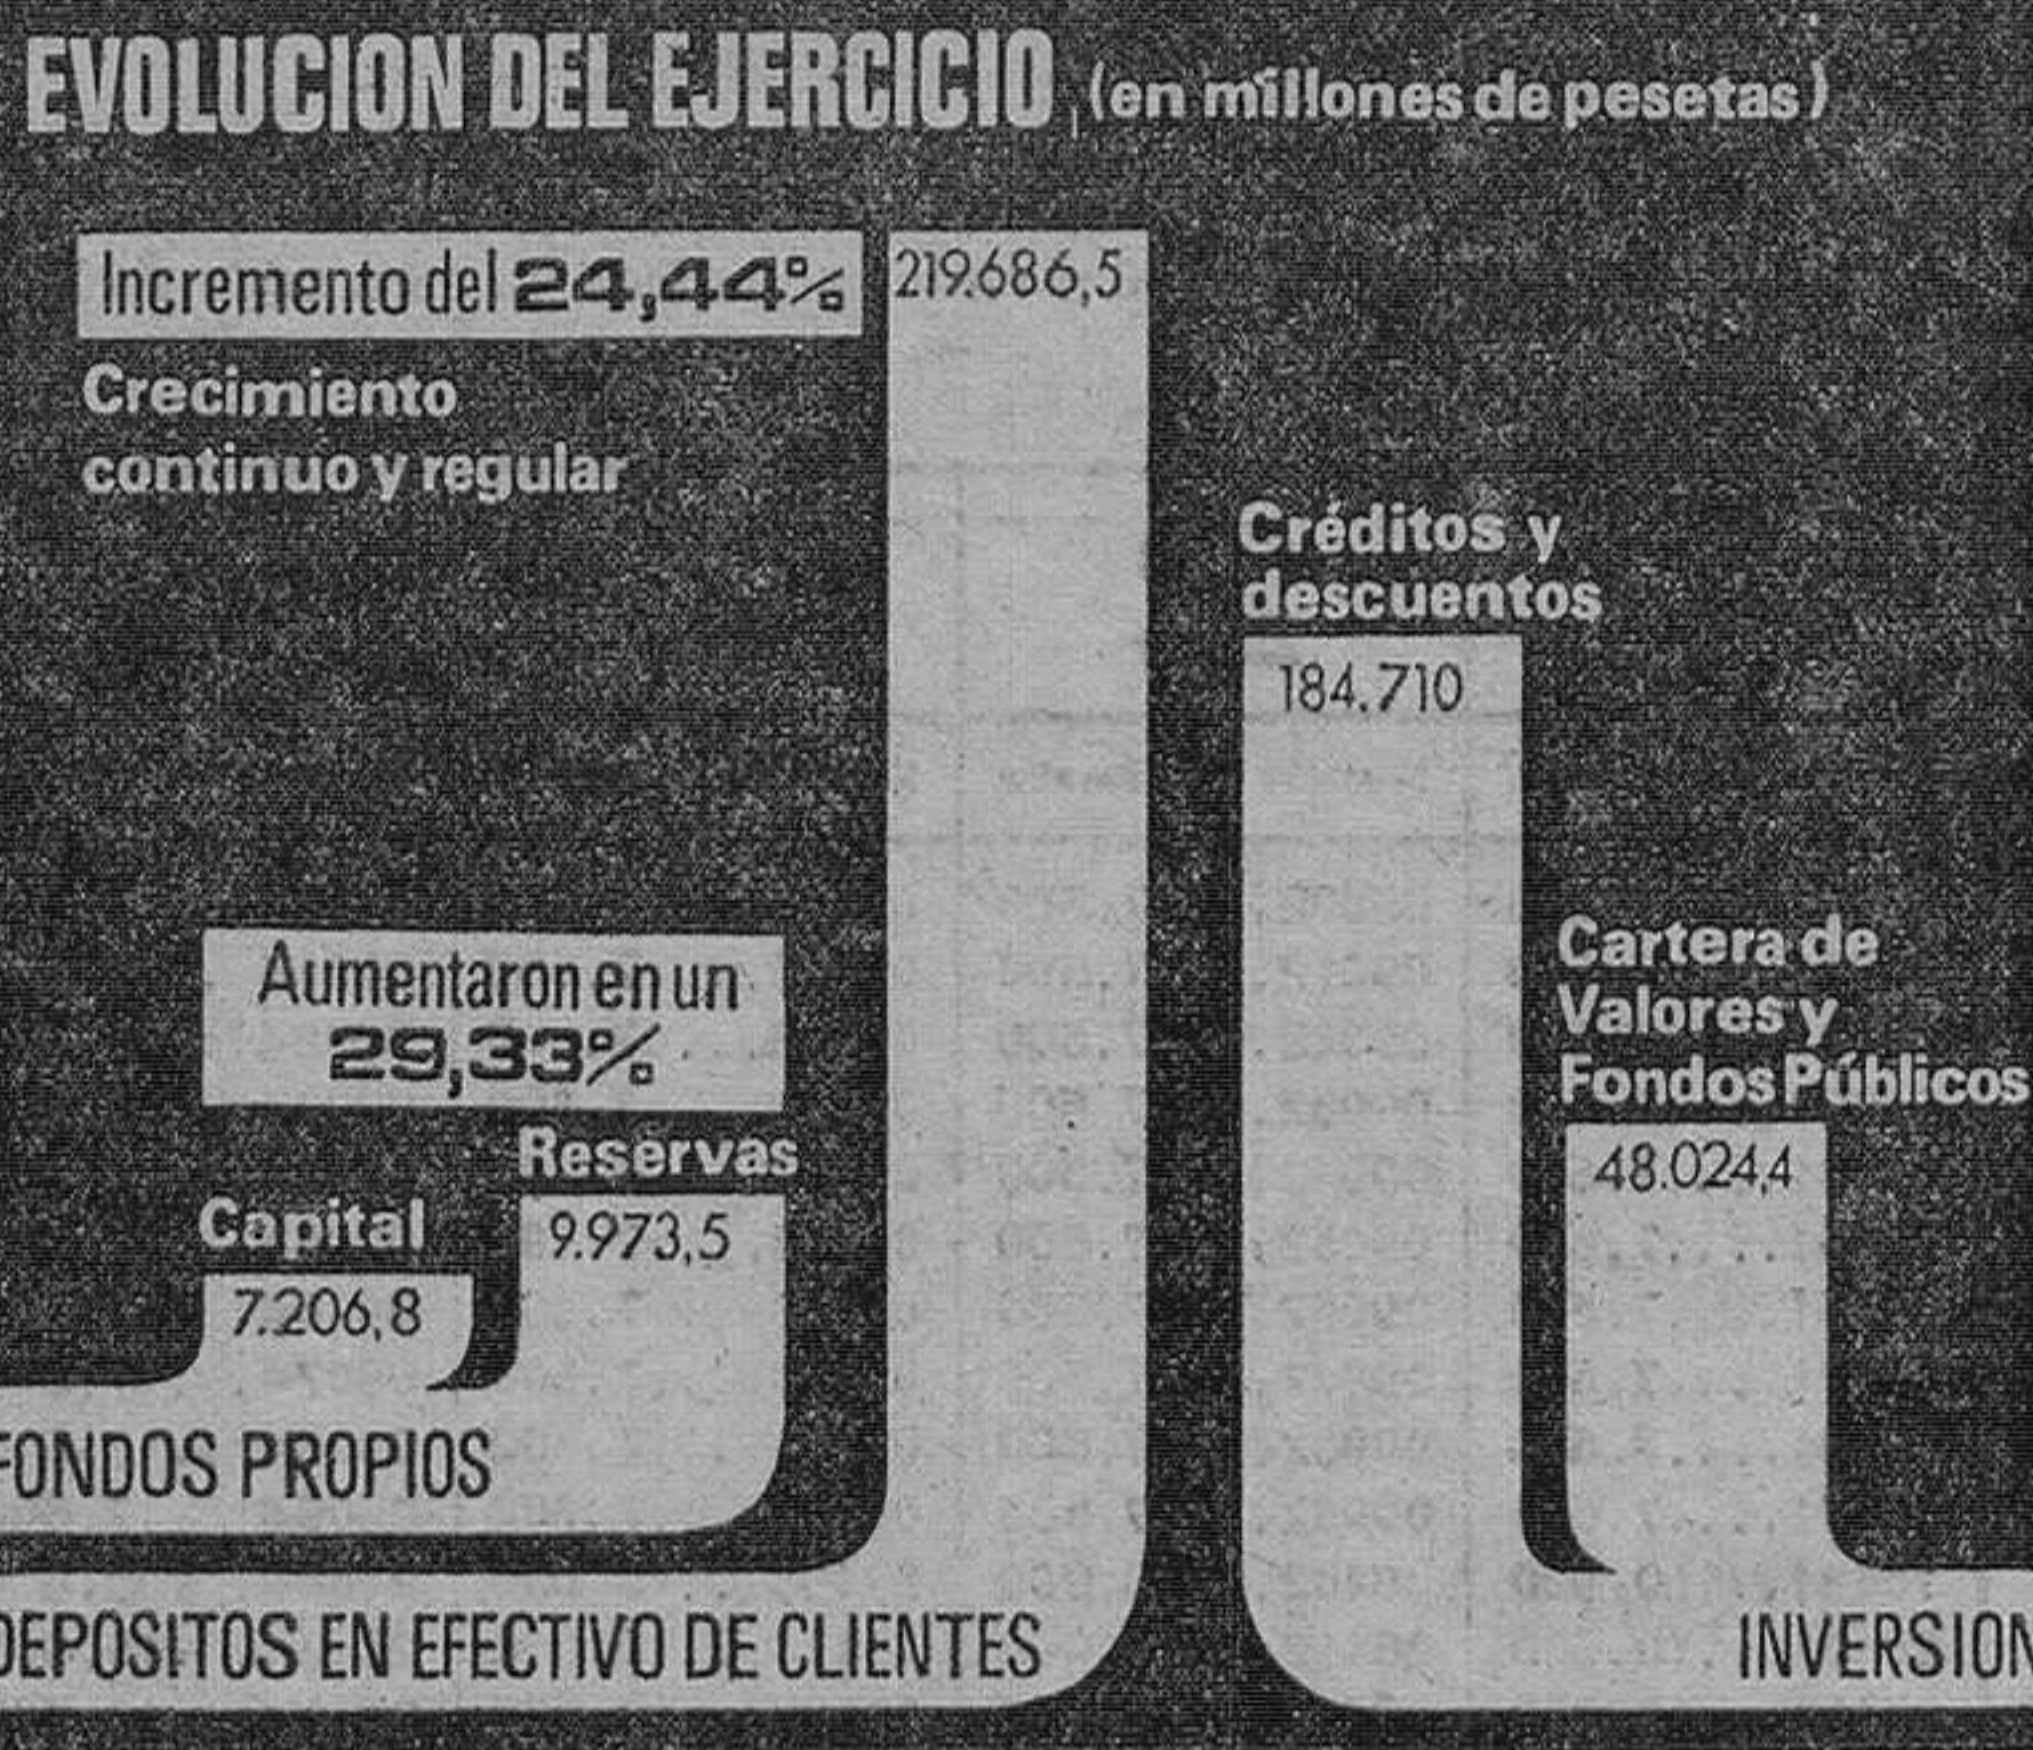 EVOLUCION DEL EJERCICIO (en millones de pesetas)
Incremento del 24,44%
219.686,5
Crecimiento
continuo y regular
Créditos y
descuentos
184.710
Cartera de
Valores y
Fondos Públicos
48.024,4
Aumentaron en un
29,33%
Reservas
9.973,5
Capital
7.206,8
FONDOS PROPIOS
DEPOSITOS EN EFECTIVO DE CLIENTES
INVERSION